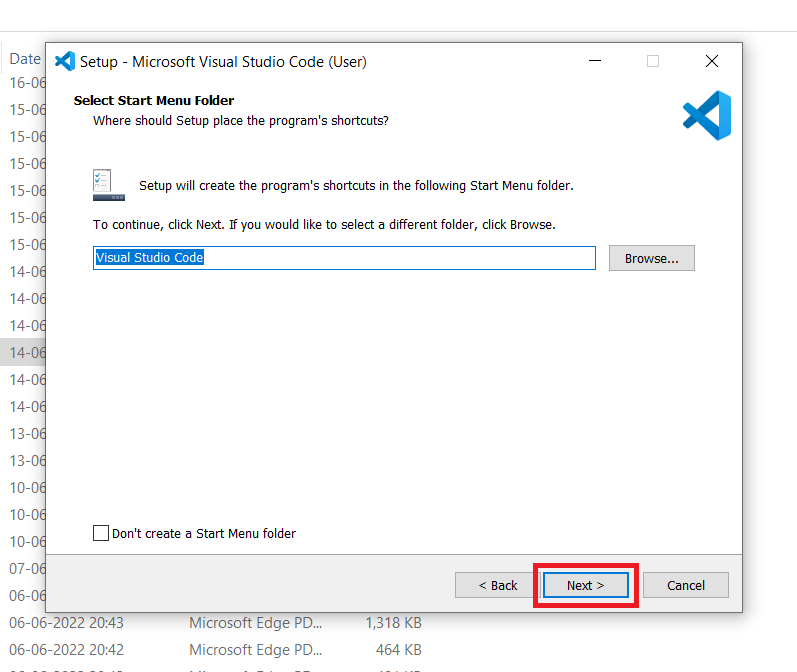 Date
Setup - Microsoft Visual Studio Code (User)
16-06
Select Start Menu Folder
15-06
Where should Setup place the program's shortcuts?
15-06
15-06
15-06
Setup will create the program's shortcuts in the following Start Menu folder.
15-06
To continue, click Next. If you would like to select a different folder, click Browse.
15-06
Visual Studio Code
Browse...
14-06
14-06
14-06
14-06
14-06
14-06
13-06
13-06
10-06
10-06
Don't create a Start Menu folder
10-06
07-06
< Back
Next >
Cancel
06-06
06-06-2022 20:43 Microsoft Edge PD... 1,318 KB
06-06-2022 20:42 Microsoft Edge PD... 464 KB